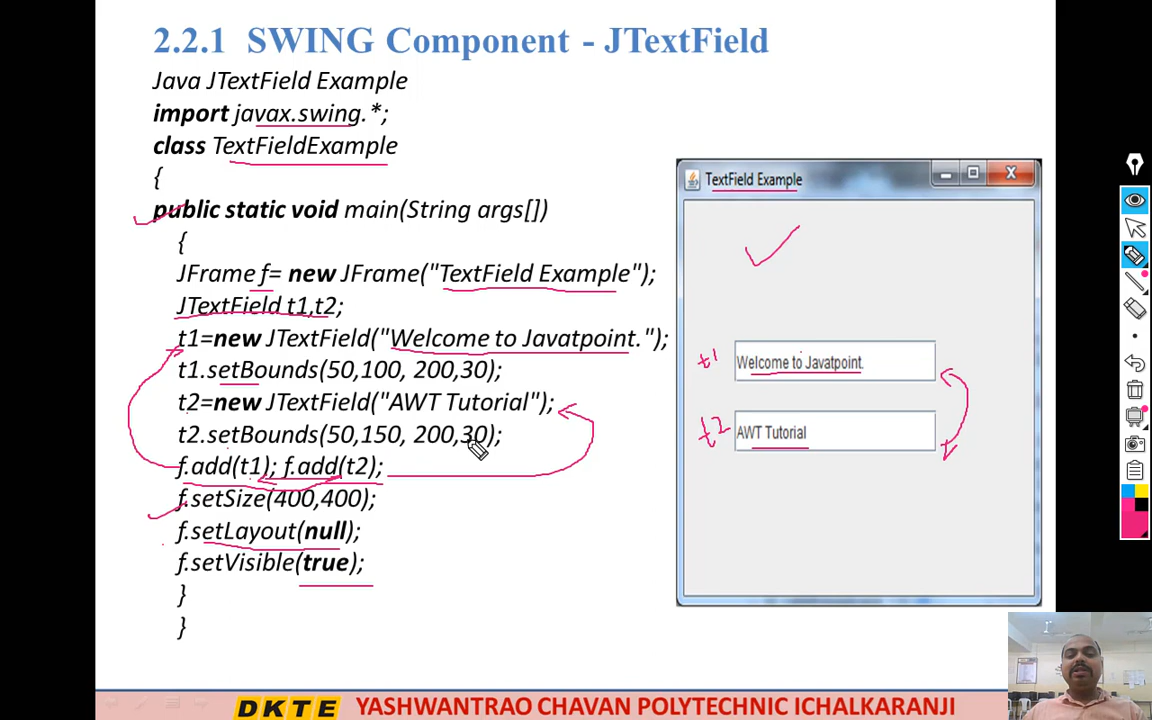 2.2.1 SWING Component - JTextField
Java JTextField Example
import javax.swing.*;
class TextFieldExample
{
public static void main(String args[])
{
JFrame f= new JFrame("TextField Example");
JTextField t1,t2;
t1=new JTextField("Welcome to Javatpoint.");
t1.setBounds(50,100, 200,30);
t2=new JTextField("AWT Tutorial");
t2.setBounds(50,150, 200,30);
f.add(t1); f.add(t2);
f.setSize(400,400);
f.setLayout(null);
f.setVisible(true);
}
}
TextField Example
t1 Welcome to Javatpoint.
t2 AWT Tutorial
DKTE YASHWANTRAO CHAVAN POLYTECHNIC ICHALKARANJI